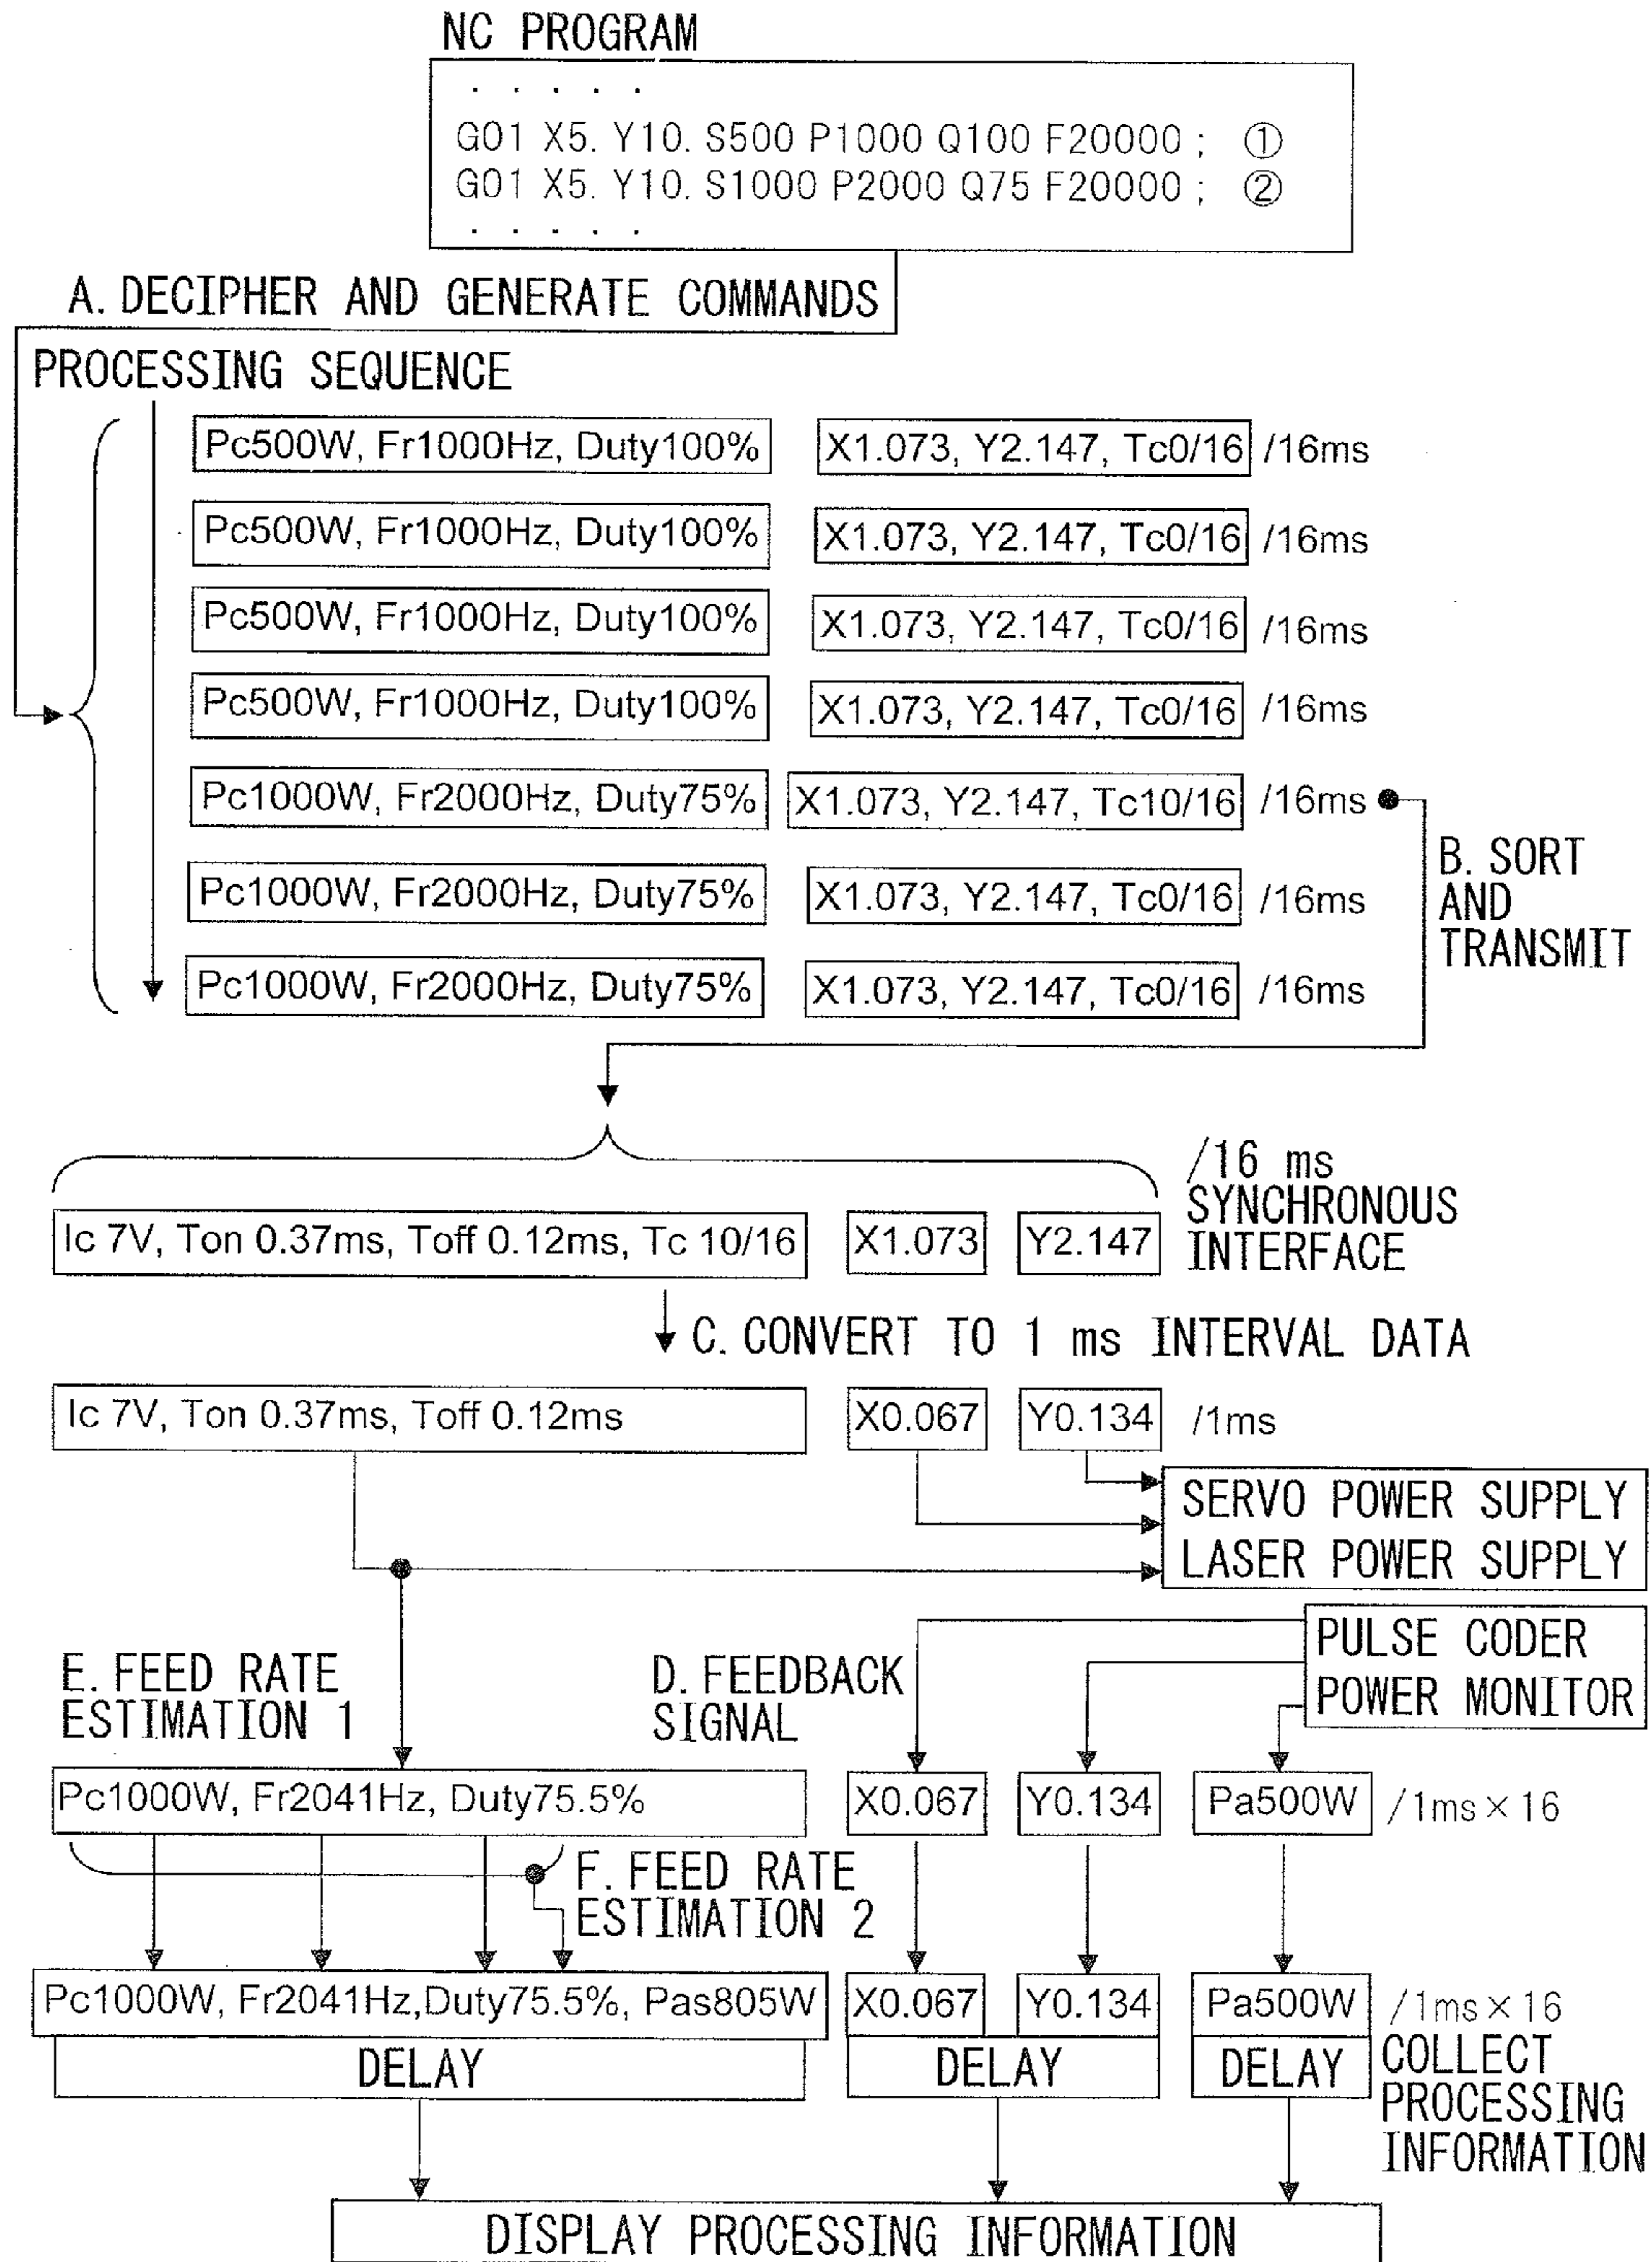 NC PROGRAM
. . . . .
G01 X5. Y10. S500 P1000 Q100 F20000 ; ①
G01 X5. Y10. S1000 P2000 Q75 F20000 ; ②
. . . . .
A. DECIPHER AND GENERATE COMMANDS
PROCESSING SEQUENCE
Pc500W, Fr1000Hz, Duty100% X1.073, Y2.147, Tc0/16 /16ms
Pc500W, Fr1000Hz, Duty100% X1.073, Y2.147, Tc0/16 /16ms
Pc500W, Fr1000Hz, Duty100% X1.073, Y2.147, Tc0/16 /16ms
Pc500W, Fr1000Hz, Duty100% X1.073, Y2.147, Tc0/16 /16ms
Pc1000W, Fr2000Hz, Duty75% X1.073, Y2.147, Tc10/16 /16ms
Pc1000W, Fr2000Hz, Duty75% X1.073, Y2.147, Tc0/16 /16ms
Pc1000W, Fr2000Hz, Duty75% X1.073, Y2.147, Tc0/16 /16ms
B. SORT
AND
TRANSMIT
/16 ms
SYNCHRONOUS
INTERFACE
Ic 7V, Ton 0.37ms, Toff 0.12ms, Tc 10/16 X1.073 Y2.147
C. CONVERT TO 1 ms INTERVAL DATA
Ic 7V, Ton 0.37ms, Toff 0.12ms X0.067 Y0.134 /1ms
SERVO POWER SUPPLY
LASER POWER SUPPLY
PULSE CODER
POWER MONITOR
E. FEED RATE
ESTIMATION 1
D. FEEDBACK
SIGNAL
Pc1000W, Fr2041Hz, Duty75.5% X0.067 Y0.134 Pa500W /1ms×16
F. FEED RATE
ESTIMATION 2
Pc1000W, Fr2041Hz,Duty75.5%, Pas805W X0.067 Y0.134 Pa500W /1ms×16
DELAY DELAY DELAY
COLLECT
PROCESSING
INFORMATION
DISPLAY PROCESSING INFORMATION